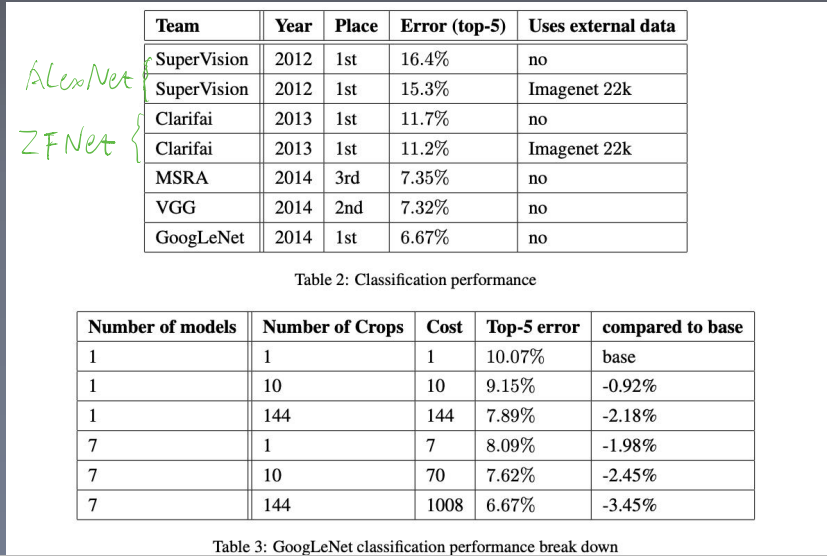 Team Year Place Error (top-5) Uses external data
SuperVision 2012 1st 16.4% no
AlexNet
SuperVision 2012 1st 15.3% Imagenet 22k
Clarifai 2013 1st 11.7% no
ZFNet
Clarifai 2013 1st 11.2% Imagenet 22k
MSRA 2014 3rd 7.35% no
VGG 2014 2nd 7.32% no
GoogLeNet 2014 1st 6.67% no
Table 2: Classification performance
Number of models Number of Crops Cost Top-5 error compared to base
1 1 1 10.07% base
1 10 10 9.15% -0.92%
1 144 144 7.89% -2.18%
7 1 7 8.09% -1.98%
7 10 70 7.62% -2.45%
7 144 1008 6.67% -3.45%
Table 3: GoogLeNet classification performance break down